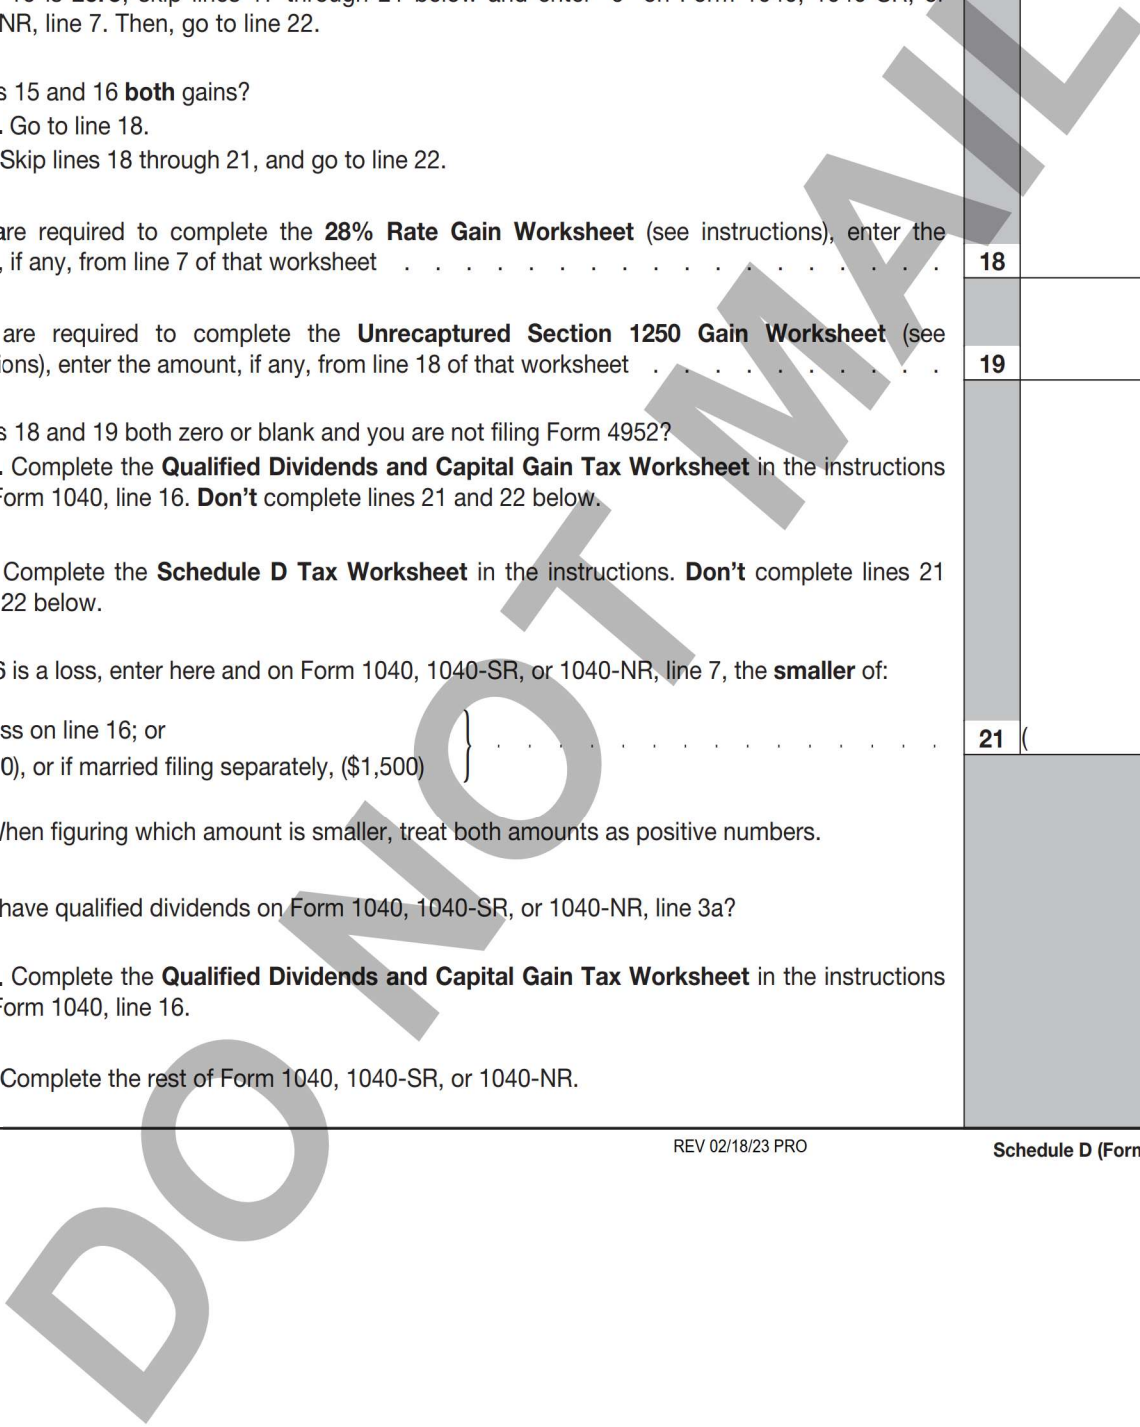 NR, line 7. Then, go to line 22.
s 15 and 16 both gains?
. Go to line 18.
Skip lines 18 through 21, and go to line 22.
are required to complete the 28% Rate Gain Worksheet (see instructions), enter the
, if any, from line 7 of that worksheet . . . . . . . . . . . . . . . . . . 18
are required to complete the Unrecaptured Section 1250 Gain Worksheet (see
ions), enter the amount, if any, from line 18 of that worksheet . . . . . . . . . . 19
s 18 and 19 both zero or blank and you are not filing Form 4952?
. Complete the Qualified Dividends and Capital Gain Tax Worksheet in the instructions
Form 1040, line 16. Don't complete lines 21 and 22 below.
Complete the Schedule D Tax Worksheet in the instructions. Don't complete lines 21
22 below.
6 is a loss, enter here and on Form 1040, 1040-SR, or 1040-NR, line 7, the smaller of:
ss on line 16; or
0), or if married filing separately, ($1,500) } . . . . . . . . . . . . . . . 21 (
When figuring which amount is smaller, treat both amounts as positive numbers.
have qualified dividends on Form 1040, 1040-SR, or 1040-NR, line 3a?
. Complete the Qualified Dividends and Capital Gain Tax Worksheet in the instructions
Form 1040, line 16.
Complete the rest of Form 1040, 1040-SR, or 1040-NR.
REV 02/18/23 PRO
Schedule D (Form
DO NOT MAIL